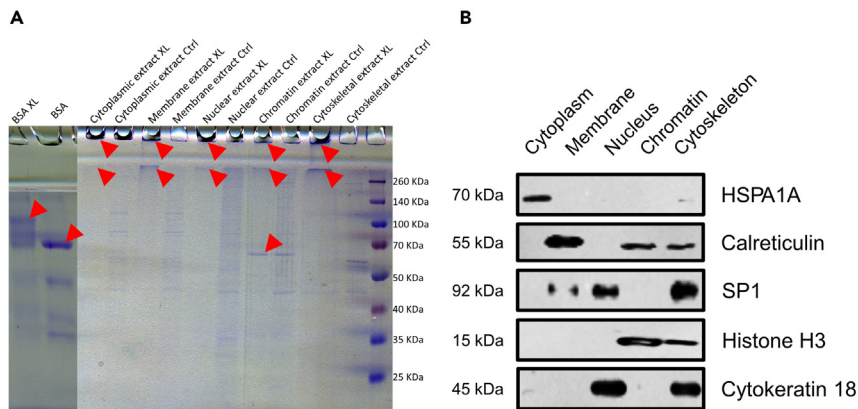 A
BSA XL
BSA
Cytoplasmic extract XL
Cytoplasmic extract Ctrl
Membrane extract XL
Membrane extract Ctrl
Nuclear extract XL
Nuclear extract Ctrl
Chromatin extract XL
Chromatin extract Ctrl
Cytoskeletal extract XL
Cytoskeletal extract Ctrl
260 KDa
140 KDa
100 KDa
70 KDa
50 KDa
40 KDa
35 KDa
25 KDa
B
Cytoplasm
Membrane
Nucleus
Chromatin
Cytoskeleton
70 kDa HSPA1A
55 kDa Calreticulin
92 kDa SP1
15 kDa Histone H3
45 kDa Cytokeratin 18